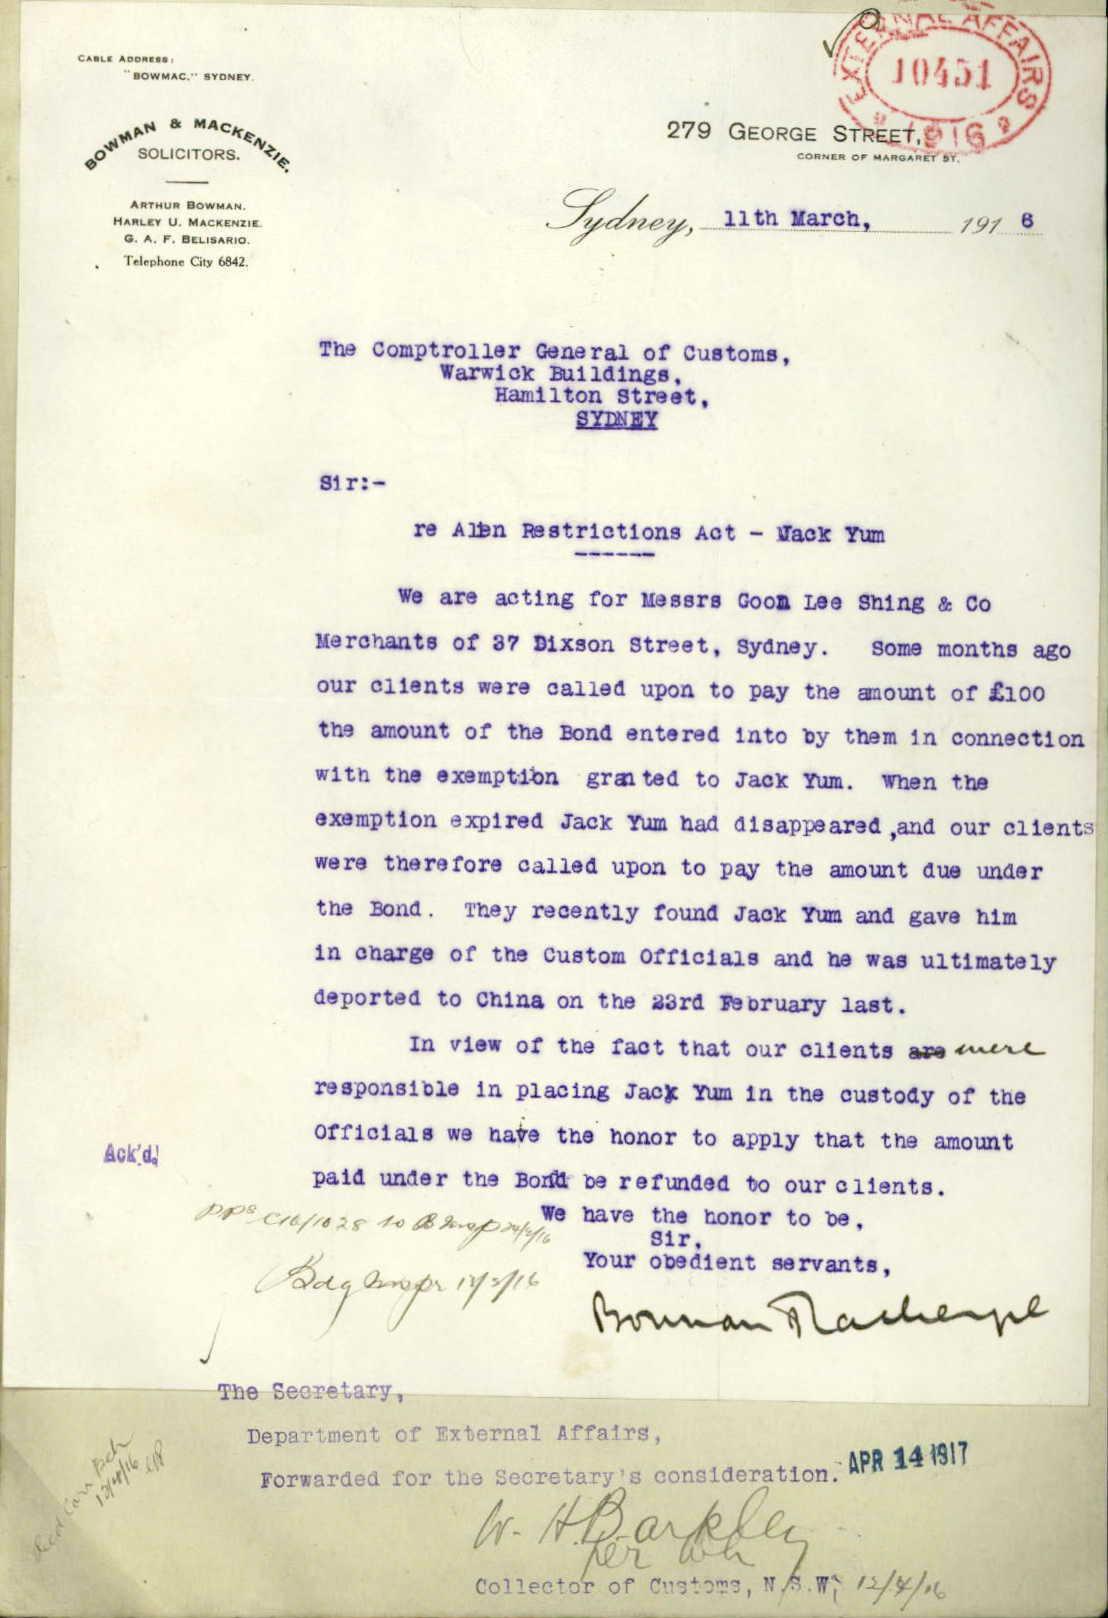 CABLE ADDRESS:
"BOWMAC," SYDNEY.
BOWMAN & MACKENZIE.
SOLICITORS.
ARTHUR BOWMAN.
HARLEY U. MACKENZIE.
G. A. F. BELISARIO.
Telephone City 6842.
EXTERNAL AFFAIRS
10451
1916
279 GEORGE STREET,
CORNER OF MARGARET ST.
Sydney, 11th March, 1916
The Comptroller General of Customs,
Warwick Buildings,
Hamilton Street,
SYDNEY
Sir:-
re Alen Restrictions Act - Jack Yum
We are acting for Messrs Goon Lee Shing & Co
Merchants of 37 Dixson Street, Sydney. Some months ago
our clients were called upon to pay the amount of £100
the amount of the Bond entered into by them in connection
with the exemption granted to Jack Yum. When the
exemption expired Jack Yum had disappeared ,and our clients
were therefore called upon to pay the amount due under
the Bond. They recently found Jack Yum and gave him
in charge of the Custom Officials and he was ultimately
deported to China on the 23rd February last.
In view of the fact that our clients are were
responsible in placing Jack Yum in the custody of the
Officials we have the honor to apply that the amount
Ack'd.
paid under the Bond be refunded to our clients.
We have the honor to be,
Sir,
Your obedient servants,
Bowman Mackenzie
The Secretary,
Department of External Affairs,
Forwarded for the Secretary's consideration.
APR 14 1917
W. H. Barkley
per
Collector of Customs, N.S.W. 12/4/16